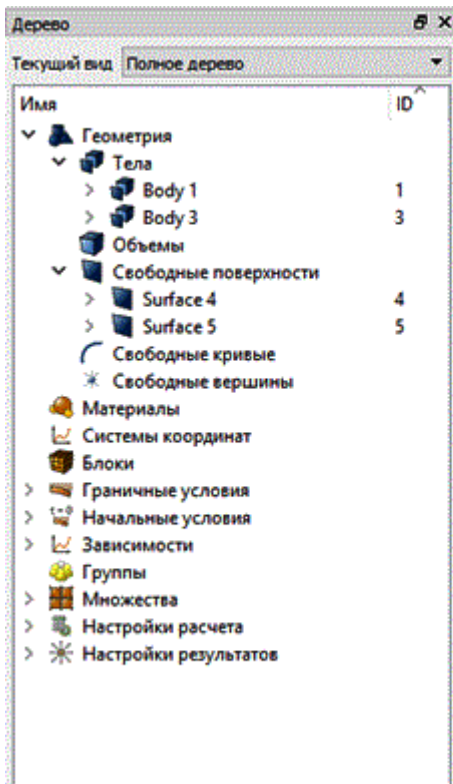 Дерево
Текущий вид Полное дерево
Имя ID
Геометрия
Тела
Body 1 1
Body 3 3
Объемы
Свободные поверхности
Surface 4 4
Surface 5 5
Свободные кривые
Свободные вершины
Материалы
Системы координат
Блоки
Граничные условия
Начальные условия
Зависимости
Группы
Множества
Настройки расчета
Настройки результатов